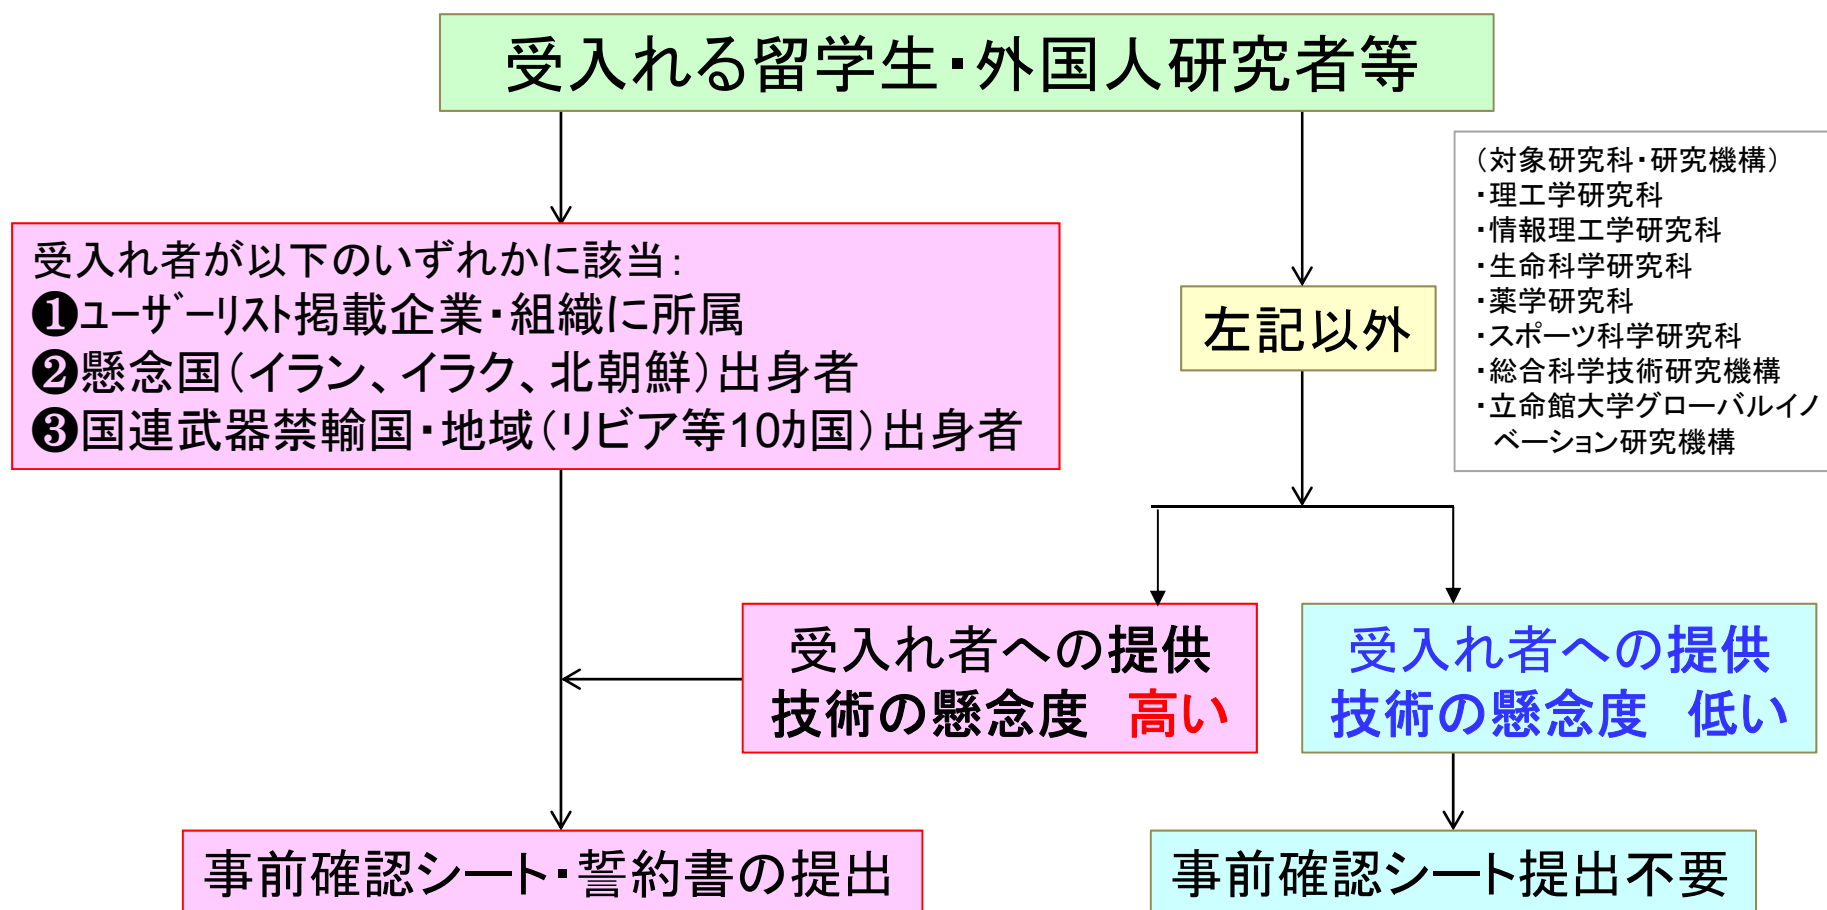 受入れる留学生・外国人研究者等
(対象研究科・研究機構)
・理工学研究科
・情報理工学研究科
・生命科学研究科
・薬学研究科
・スポーツ科学研究科
・総合科学技術研究機構
・立命館大学グローバルイノ
ベーション研究機構
受入れ者が以下のいずれかに該当:
❶ﾕｰｻﾞｰﾘｽﾄ掲載企業・組織に所属
❷懸念国(イラン、イラク、北朝鮮)出身者
❸国連武器禁輸国・地域(リビア等10ｶ国)出身者
左記以外
受入れ者への提供
技術の懸念度　高い
受入れ者への提供
技術の懸念度　低い
事前確認シート・誓約書の提出
事前確認シート提出不要